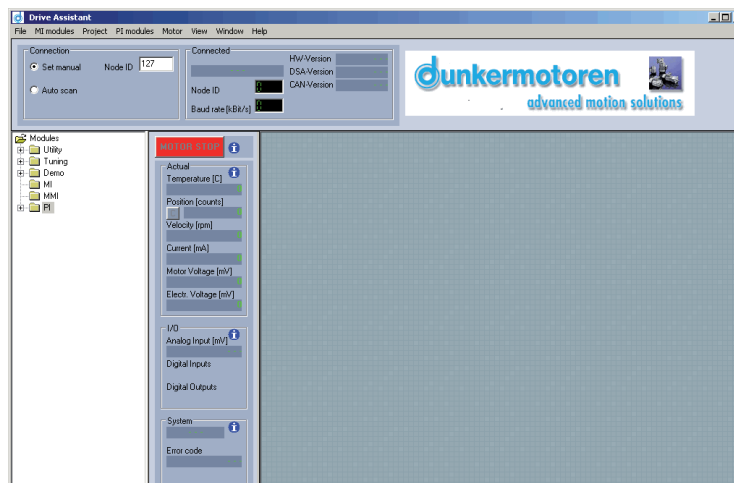 Drive Assistant
File MI modules Project PI modules Motor View Window Help
Connection
Set manual
Node ID 127
Auto scan
Connected
Node ID
Baud rate [kBit/s]
HW-Version
DSA-Version
CAN-Version
dunkermotoren
advanced motion solutions
Modules
Utility
Tuning
Demo
MI
MMI
PI
MOTOR STOP
Actual
Temperature [C]
Position [counts]
Velocity [rpm]
Current [mA]
Motor Voltage [mV]
Electr. Voltage [mV]
I/O
Analog Input [mV]
Digital Inputs
Digital Outputs
System
Error code